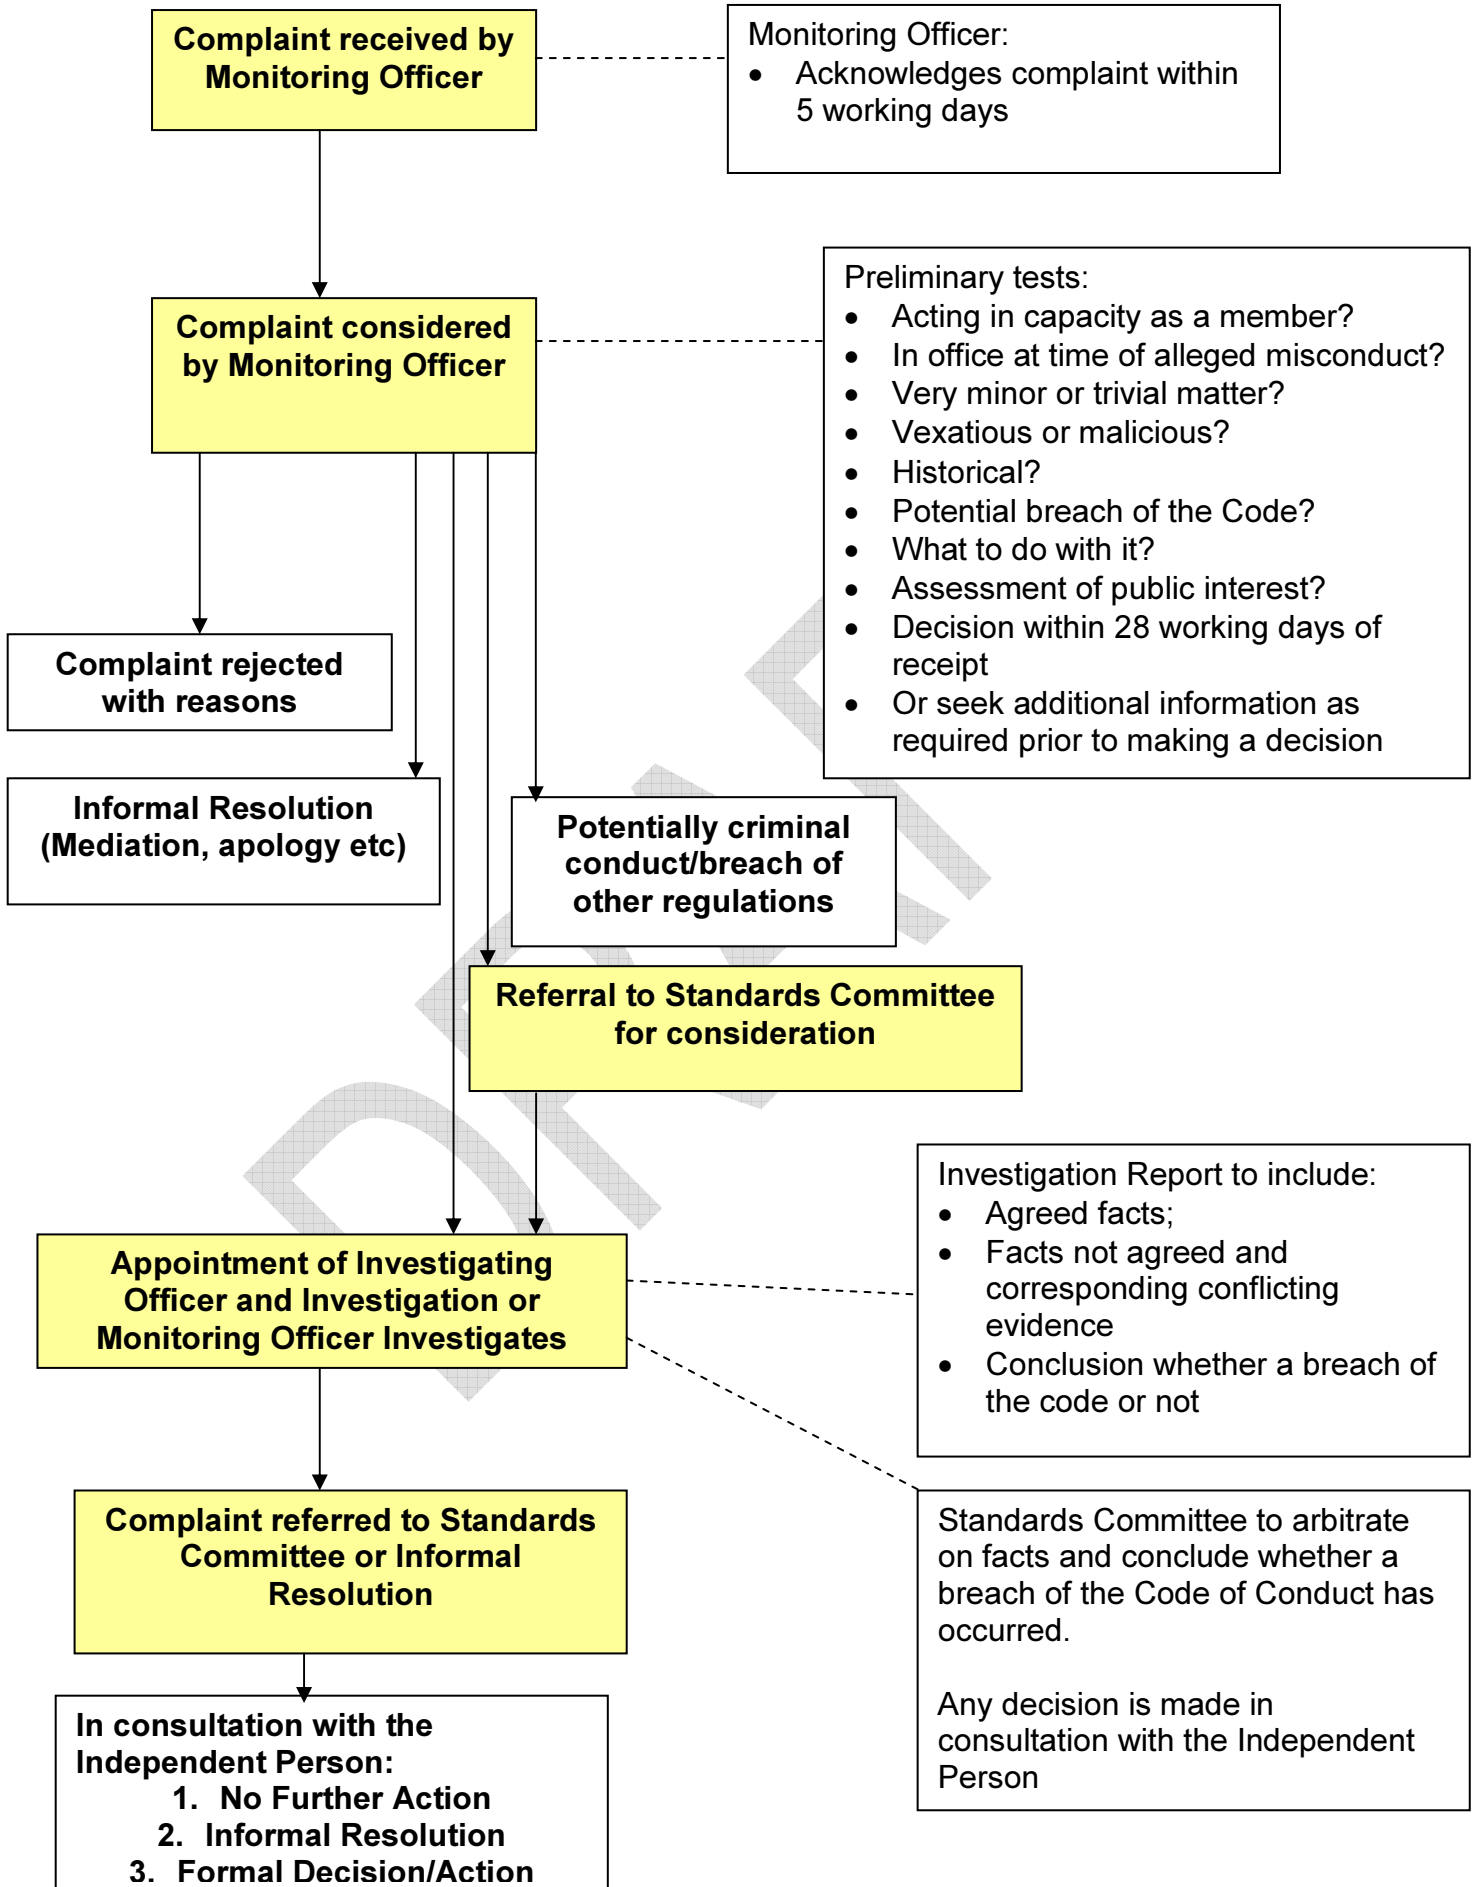 Complaint received by
Monitoring Officer
Monitoring Officer:
• Acknowledges complaint within
5 working days
Complaint considered
by Monitoring Officer
Preliminary tests:
• Acting in capacity as a member?
• In office at time of alleged misconduct?
• Very minor or trivial matter?
• Vexatious or malicious?
• Historical?
• Potential breach of the Code?
• What to do with it?
• Assessment of public interest?
• Decision within 28 working days of
receipt
• Or seek additional information as
required prior to making a decision
Complaint rejected
with reasons
Informal Resolution
(Mediation, apology etc)
Potentially criminal
conduct/breach of
other regulations
Referral to Standards Committee
for consideration
Appointment of Investigating
Officer and Investigation or
Monitoring Officer Investigates
Investigation Report to include:
• Agreed facts;
• Facts not agreed and
corresponding conflicting
evidence
• Conclusion whether a breach of
the code or not
Complaint referred to Standards
Committee or Informal
Resolution
Standards Committee to arbitrate
on facts and conclude whether a
breach of the Code of Conduct has
occurred.
Any decision is made in
consultation with the Independent
Person
In consultation with the
Independent Person:
1. No Further Action
2. Informal Resolution
3. Formal Decision/Action
DRAFT